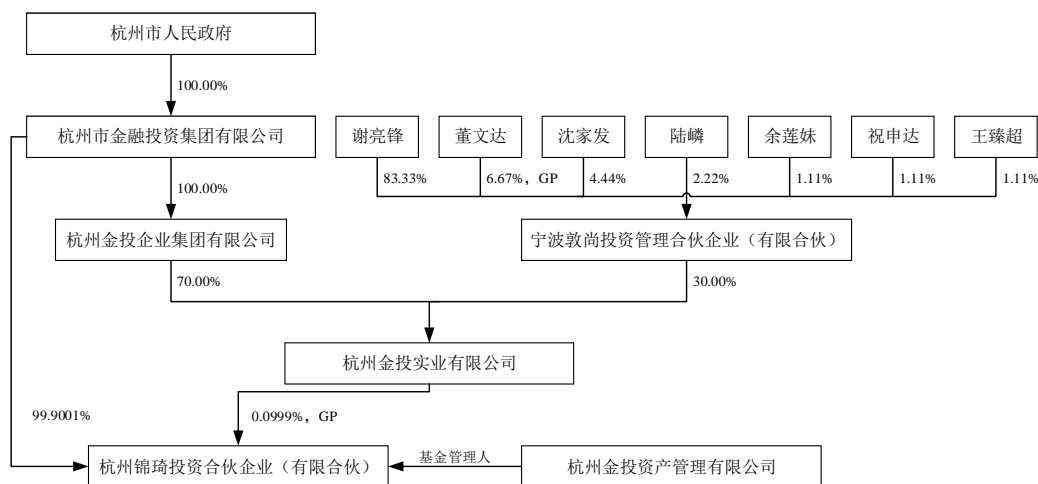 杭州市人民政府
100.00%
杭州市金融投资集团有限公司
谢亮锋
董文达
沈家发
陆嶙
余莲妹
祝申达
王臻超
100.00%
83.33%
6.67%，GP
4.44%
2.22%
1.11%
1.11%
1.11%
杭州金投企业集团有限公司
宁波敦尚投资管理合伙企业（有限合伙）
70.00%
30.00%
杭州金投实业有限公司
99.9001%
0.0999%，GP
杭州锦琦投资合伙企业（有限合伙）
基金管理人
杭州金投资产管理有限公司